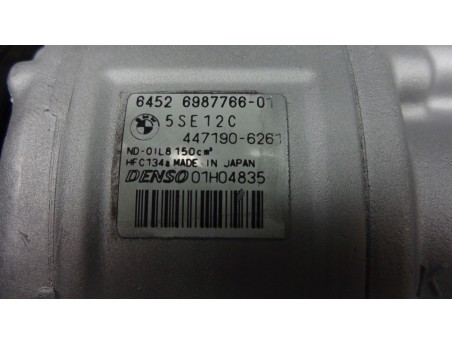 6452 6987766-01
5SE12C
447190-6261
ND-OIL8 150cm³
HFC134a MADE IN JAPAN
DENSO 01H04835
K